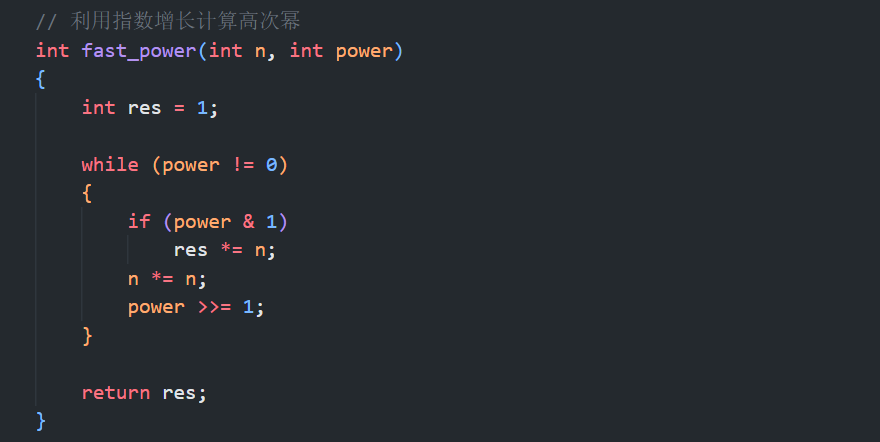 // 利用指数增长计算高次幂
int fast_power(int n, int power)
{
    int res = 1;
    while (power != 0)
    {
        if (power & 1)
            res *= n;
        n *= n;
        power >>= 1;
    }
    return res;
}